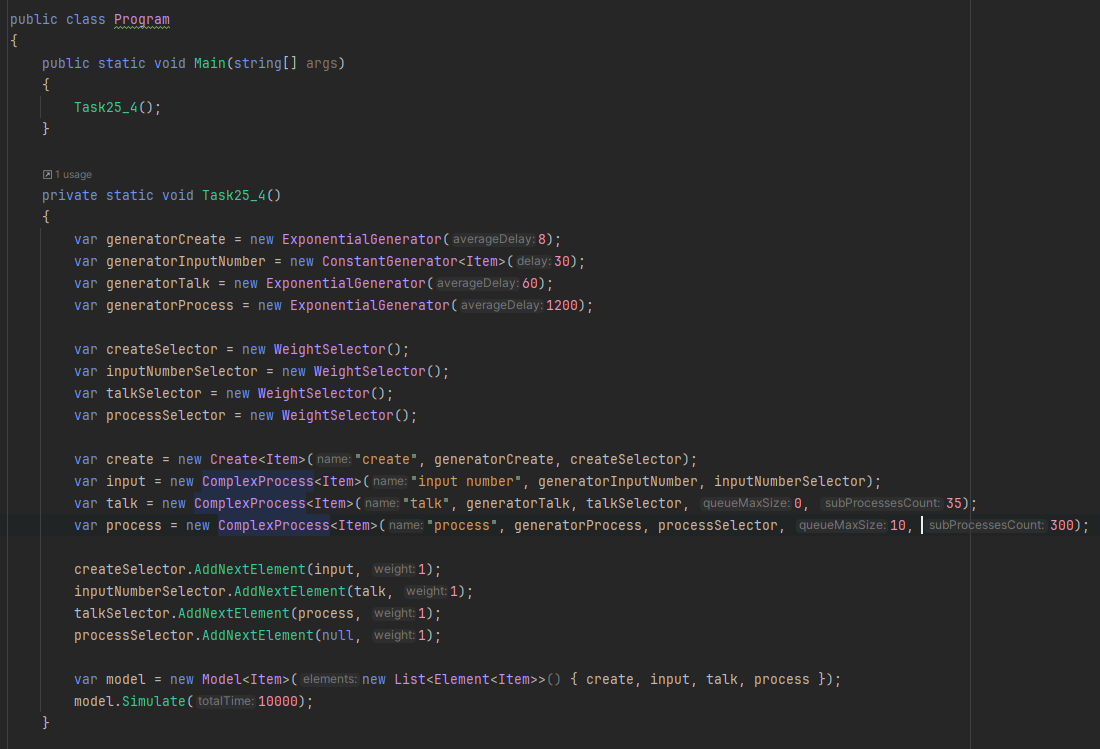 public class Program
{
    public static void Main(string[] args)
    {
        Task25_4();
    }

    1 usage
    private static void Task25_4()
    {
        var generatorCreate = new ExponentialGenerator(averageDelay: 8);
        var generatorInputNumber = new ConstantGenerator<Item>(delay: 30);
        var generatorTalk = new ExponentialGenerator(averageDelay: 60);
        var generatorProcess = new ExponentialGenerator(averageDelay: 1200);

        var createSelector = new WeightSelector();
        var inputNumberSelector = new WeightSelector();
        var talkSelector = new WeightSelector();
        var processSelector = new WeightSelector();

        var create = new Create<Item>(name: "create", generatorCreate, createSelector);
        var input = new ComplexProcess<Item>(name: "input number", generatorInputNumber, inputNumberSelector);
        var talk = new ComplexProcess<Item>(name: "talk", generatorTalk, talkSelector, queueMaxSize: 0, subProcessesCount: 35);
        var process = new ComplexProcess<Item>(name: "process", generatorProcess, processSelector, queueMaxSize: 10, subProcessesCount: 300);

        createSelector.AddNextElement(input, weight: 1);
        inputNumberSelector.AddNextElement(talk, weight: 1);
        talkSelector.AddNextElement(process, weight: 1);
        processSelector.AddNextElement(null, weight: 1);

        var model = new Model<Item>(elements: new List<Element<Item>>() { create, input, talk, process });
        model.Simulate(totalTime: 10000);
    }